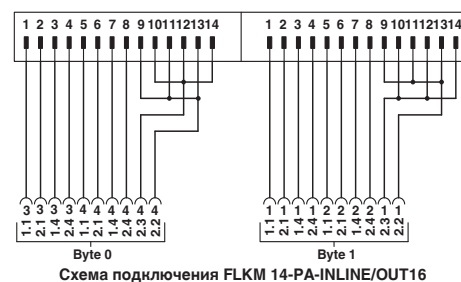 1 2 3 4 5 6 7 8 9 10 11 12 13 14
1 2 3 4 5 6 7 8 9 10 11 12 13 14
3 3 3 3 4 4 4 4 4 4
1.1 2.1 1.4 2.4 1.1 2.1 1.4 2.4 2.3 2.2
1 1 1 1 2 2 2 2 1 2
1.1 2.1 1.4 2.4 1.1 2.1 1.4 2.4 2.3 2.2
Byte 0
Byte 1
Схема подключения FLKM 14-PA-INLINE/OUT16